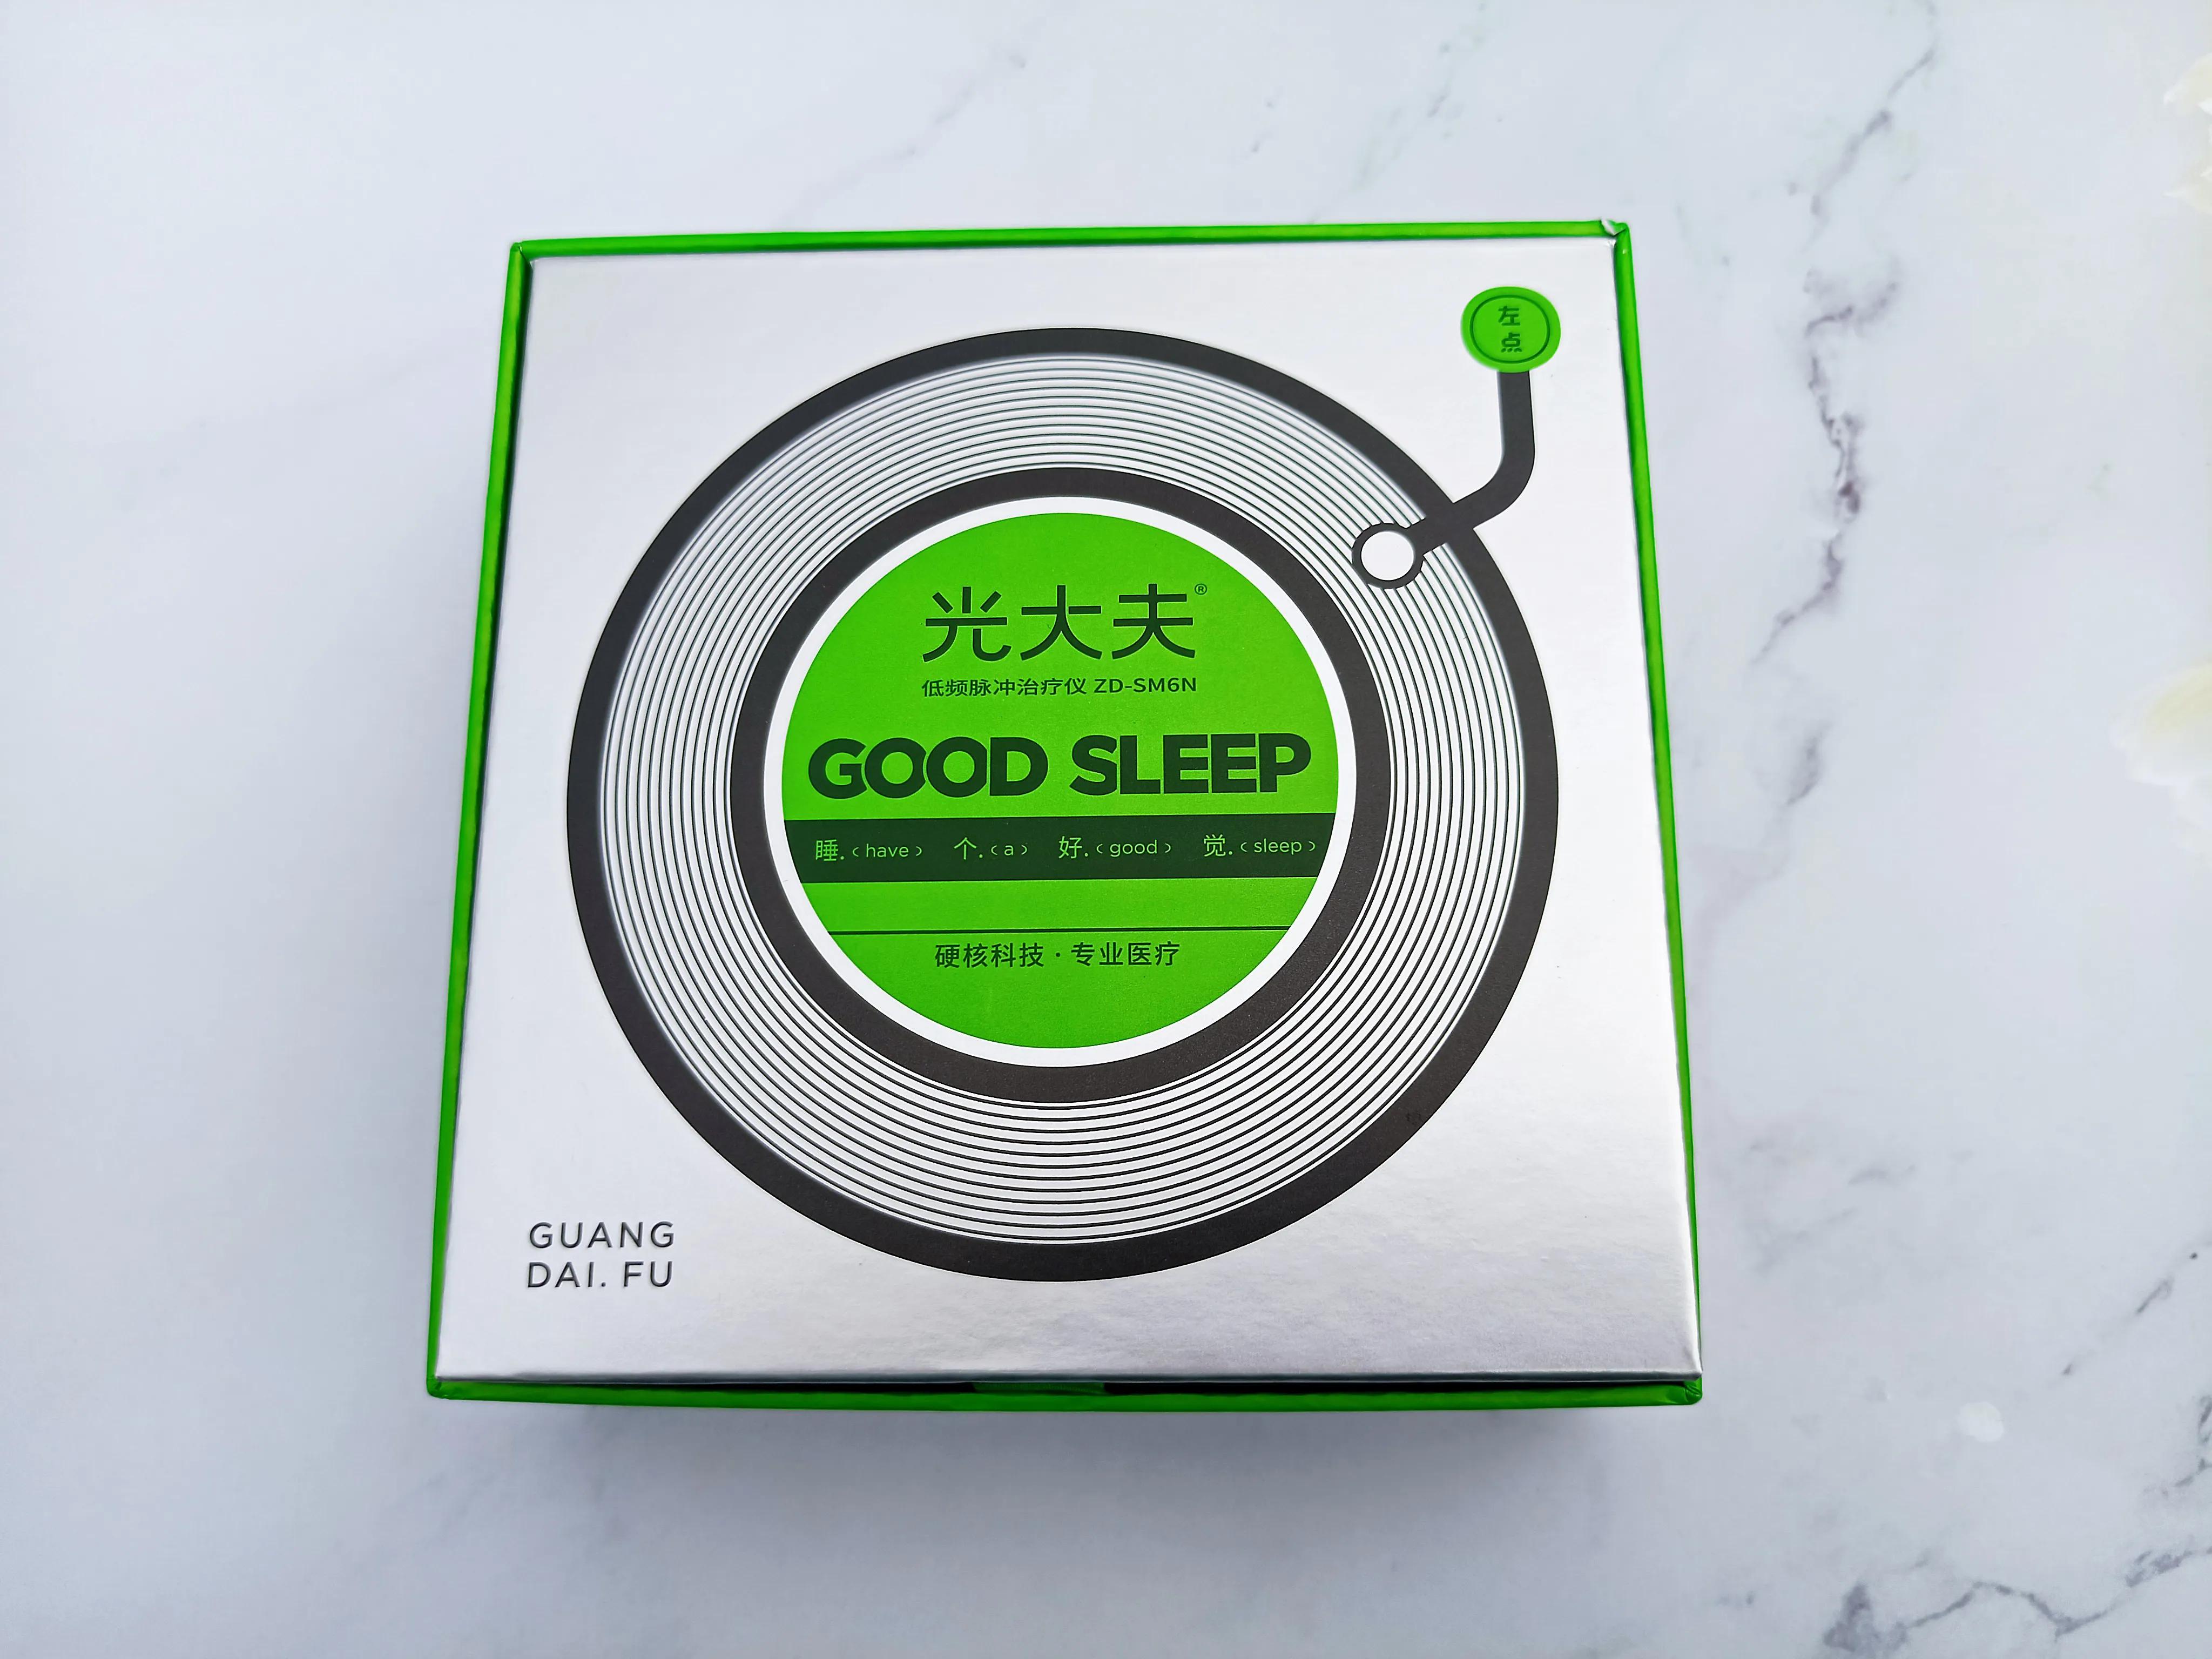 左
点
光大夫®
低频脉冲治疗仪 ZD-SM6N
GOOD SLEEP
睡.‹have› 个.‹a› 好.‹good› 觉.‹sleep›
硬核科技·专业医疗
GUANG
DAI. FU